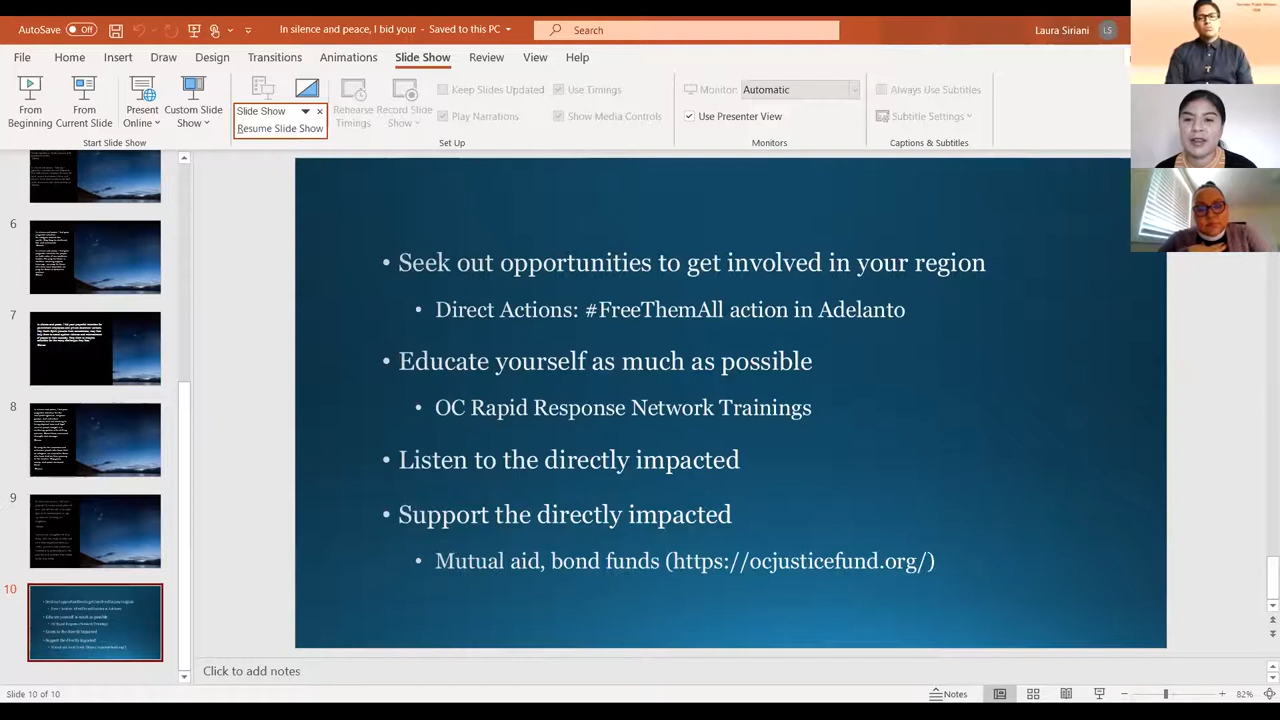 AutoSave Off
In silence and peace, I bid your - Saved to this PC
Search
Laura Siriani LS
File Home Insert Draw Design Transitions Animations Slide Show Review View Help
From Beginning
From Current Slide
Present Online
Custom Slide Show
Start Slide Show
Slide Show
Resume Slide Show
Rehearse Timings
Record Slide Show
Keep Slides Updated
Play Narrations
Use Timings
Show Media Controls
Set Up
Monitor: Automatic
Use Presenter View
Monitors
Always Use Subtitles
Subtitle Settings
Captions & Subtitles
6
7
8
9
10
• Seek out opportunities to get involved in your region
• Direct Actions: #FreeThemAll action in Adelanto
• Educate yourself as much as possible
• OC Rapid Response Network Trainings
• Listen to the directly impacted
• Support the directly impacted
• Mutual aid, bond funds (https://ocjusticefund.org/)
Click to add notes
Slide 10 of 10
Notes
82%